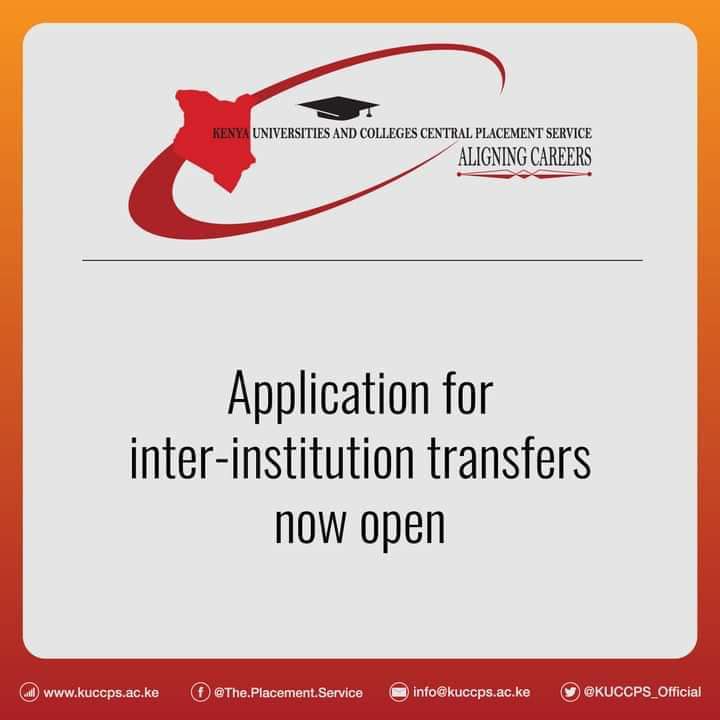 KENYA UNIVERSITIES AND COLLEGES CENTRAL PLACEMENT SERVICE
ALIGNING CAREERS
Application for
inter-institution transfers
now open
www.kuccps.ac.ke @The.Placement.Service info@kuccps.ac.ke @KUCCPS_Official